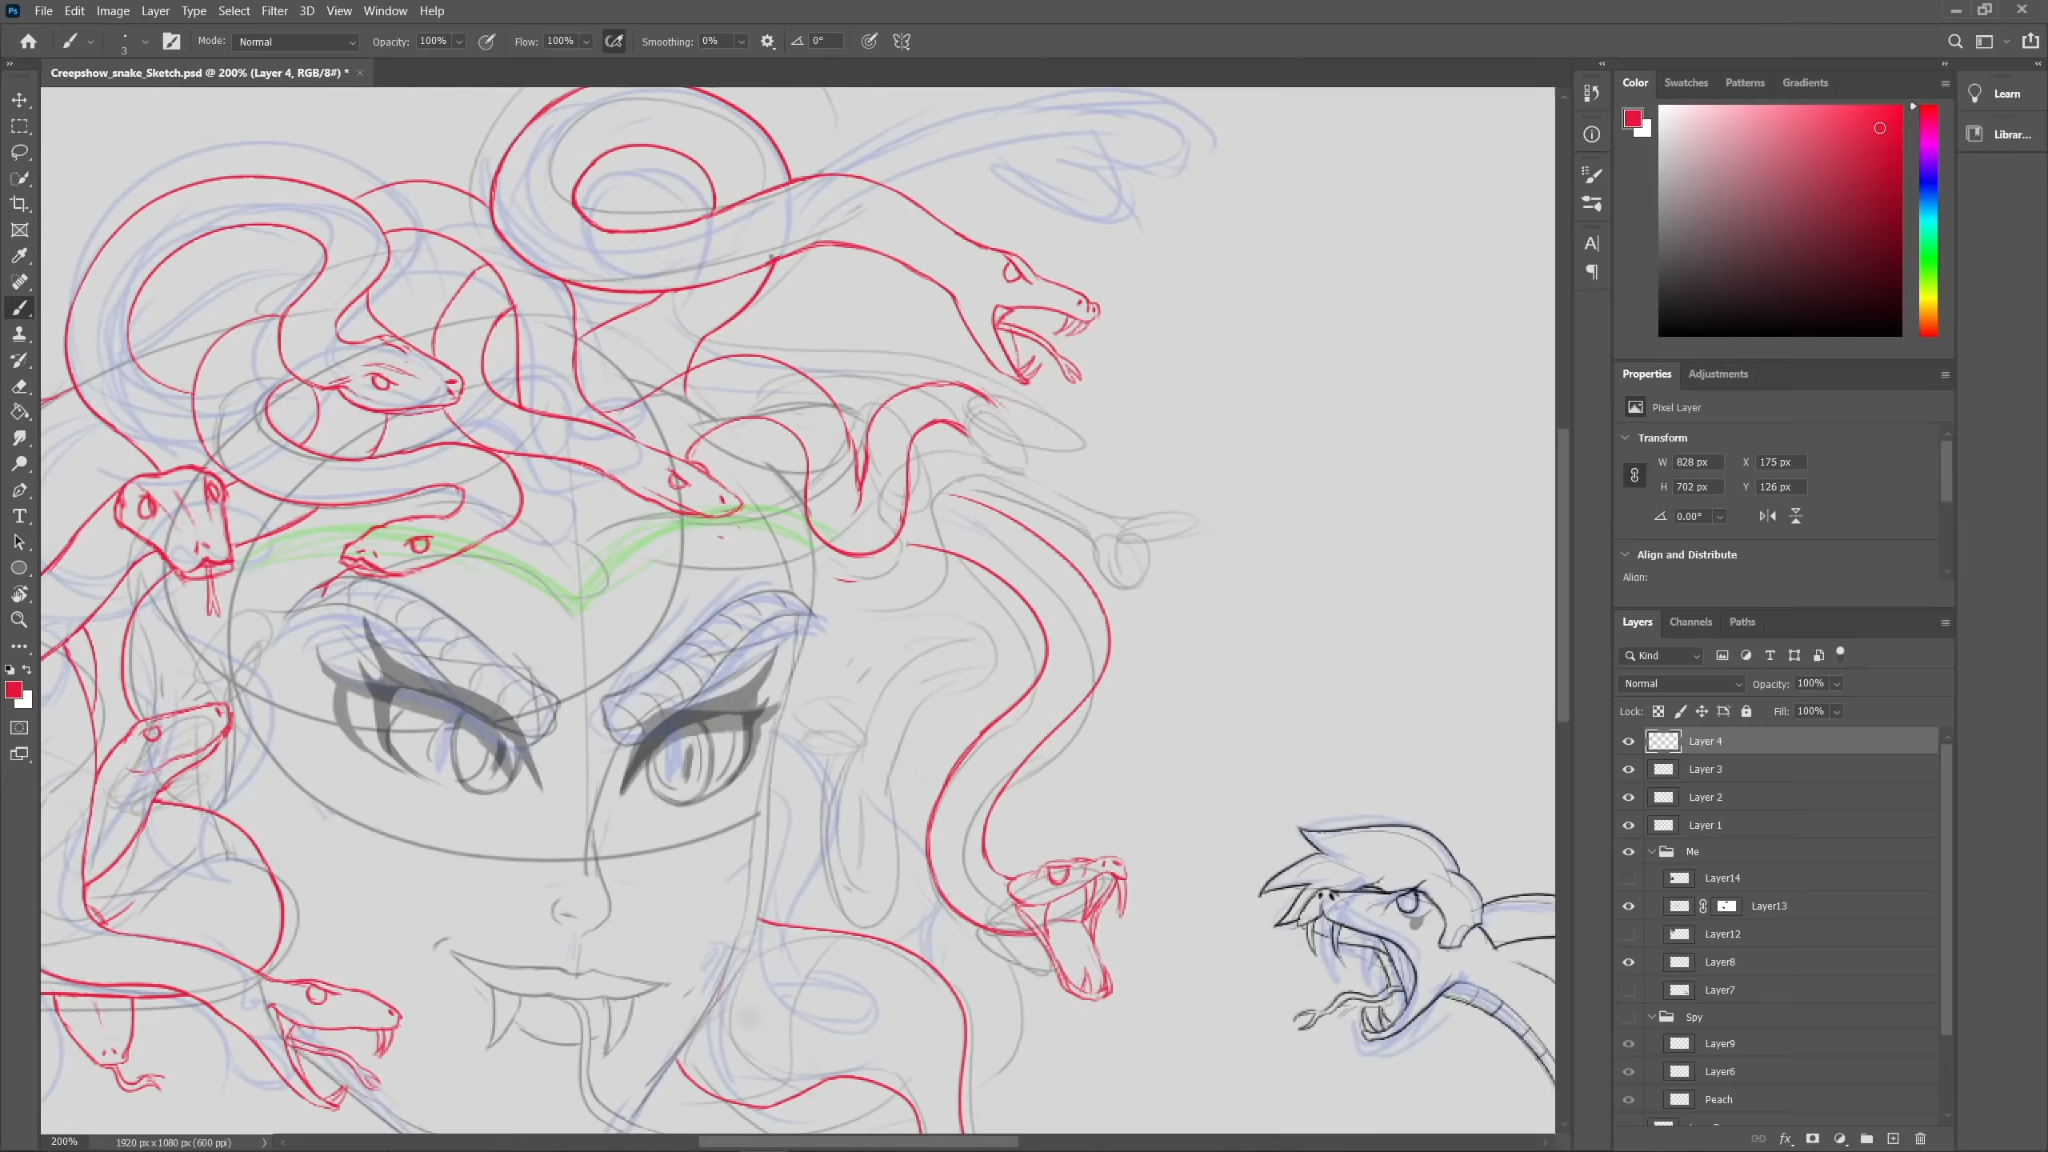 Ps File Edit Image Layer Type Select Filter 3D View Window Help
3 Mode: Normal Opacity: 100% Flow: 100% Smoothing: 0% 0°
Creepshow_snake_Sketch.psd @ 200% (Layer 4, RGB/8#) *
Color Swatches Patterns Gradients
Learn
Librar...
Properties Adjustments
Pixel Layer
Transform
W 828 px X 175 px
H 702 px Y 126 px
0.00°
Align and Distribute
Align:
Layers Channels Paths
Kind
Normal Opacity: 100%
Lock: Fill: 100%
Layer 4
Layer 3
Layer 2
Layer 1
Me
Layer14
Layer13
Layer12
Layer8
Layer7
Spy
Layer9
Layer6
Peach
200% 1920 px x 1080 px (600 ppi)